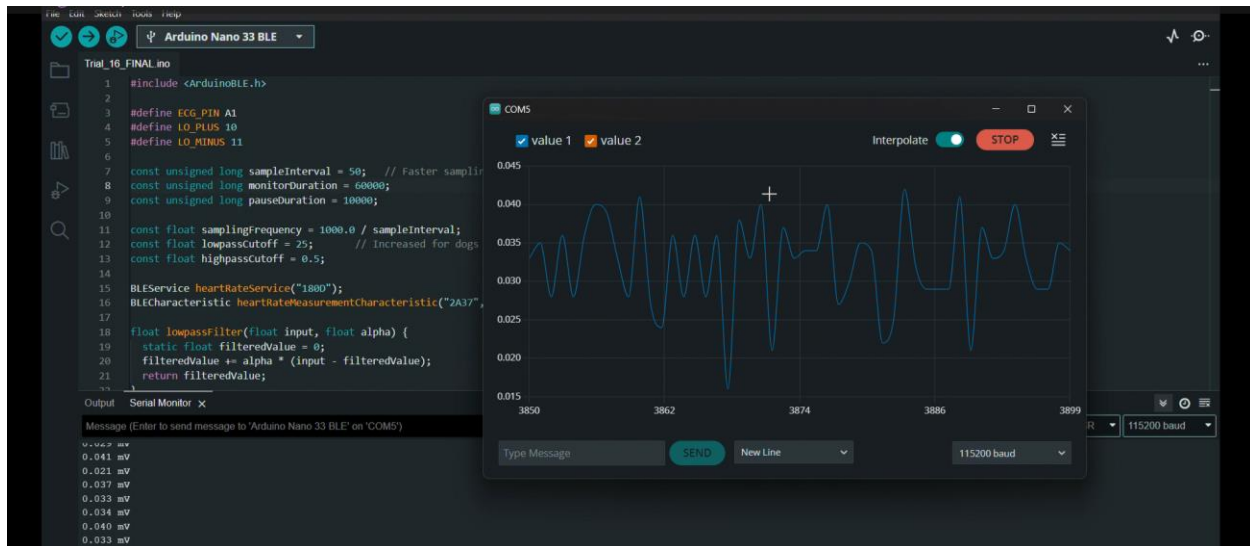 File Edit Sketch Tools Help
Arduino Nano 33 BLE
Trial_16_FINAL.ino
1 #include <ArduinoBLE.h>
2
3 #define ECG_PIN A1
4 #define LO_PLUS 10
5 #define LO_MINUS 11
6
7 const unsigned long sampleInterval = 50; // Faster samplin
8 const unsigned long monitorDuration = 60000;
9 const unsigned long pauseDuration = 10000;
10
11 const float samplingFrequency = 1000.0 / sampleInterval;
12 const float lowpassCutoff = 25; // Increased for dogs
13 const float highpassCutoff = 0.5;
14
15 BLEService heartRateService("180D");
16 BLECharacteristic heartRateMeasurementCharacteristic("2A37",
17
18 float lowpassFilter(float input, float alpha) {
19 static float filteredValue = 0;
20 filteredValue += alpha * (input - filteredValue);
21 return filteredValue;
22 }
COM5
value 1 value 2 Interpolate STOP
0.045
0.040
0.035
0.030
0.025
0.020
0.015
3850 3862 3874 3886 3899
Type Message SEND New Line 115200 baud
Output Serial Monitor
Message (Enter to send message to 'Arduino Nano 33 BLE' on 'COM5') R 115200 baud
0.029 mV
0.041 mV
0.021 mV
0.037 mV
0.033 mV
0.034 mV
0.040 mV
0.033 mV